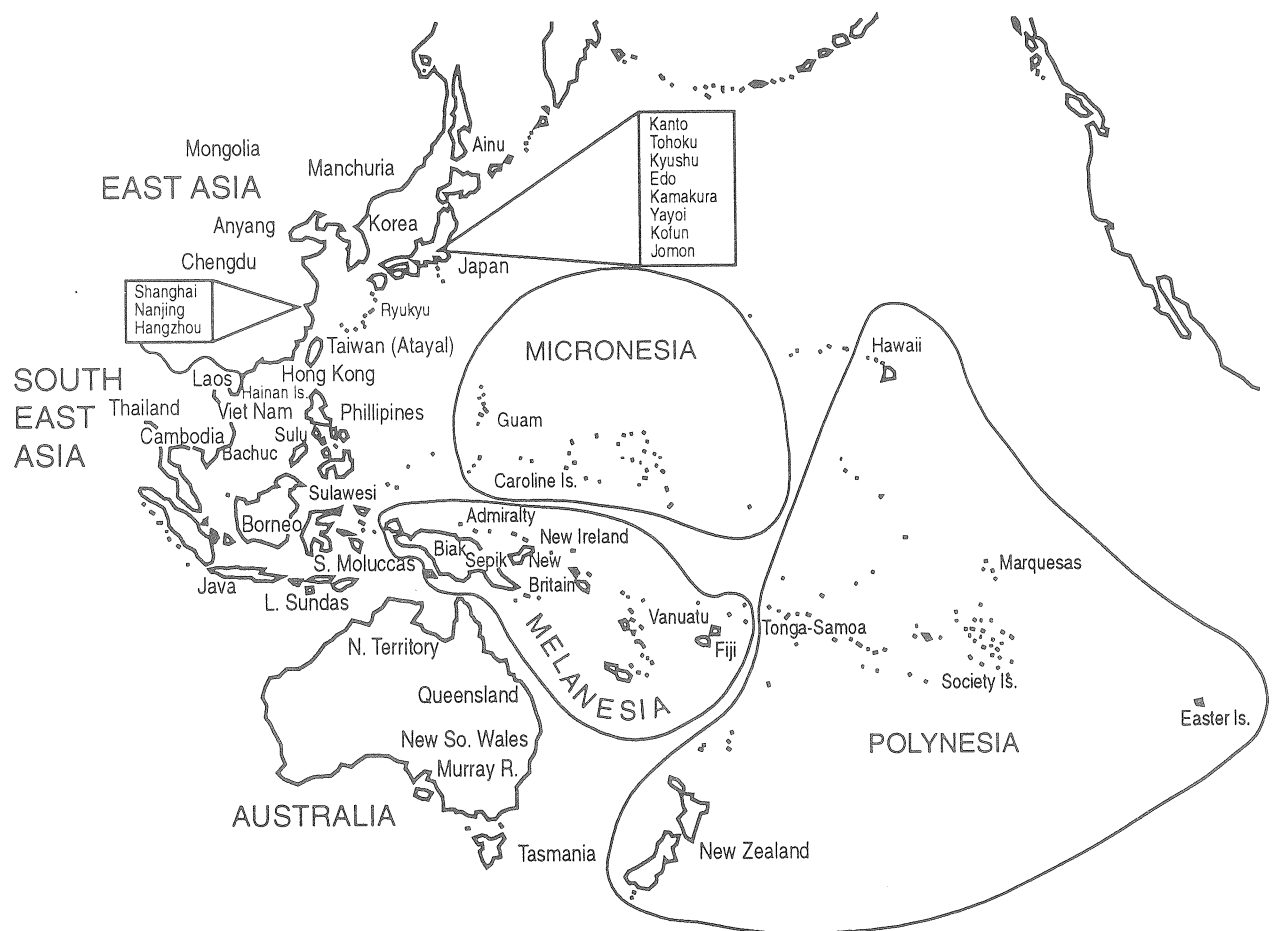 Kanto
Tohoku
Kyushu
Edo
Kamakura
Yayoi
Kofun
Jomon
Ainu
Mongolia
Manchuria
EAST ASIA
Anyang
Korea
Chengdu
Japan
Shanghai
Nanjing
Hangzhou
Ryukyu
Taiwan (Atayal)
MICRONESIA
Hawaii
SOUTH
EAST
ASIA
Laos
Hong Kong
Hainan Is.
Thailand
Viet Nam
Phillipines
Guam
Cambodia
Sulu
Bachuc
Caroline Is.
Sulawesi
Borneo
Admiralty
New Ireland
Biak
Sepik
New
Britain
S. Moluccas
Java
L. Sundas
Marquesas
Vanuatu
Fiji
Tonga-Samoa
MELANESIA
N. Territory
Queensland
Society Is.
Easter Is.
New So. Wales
Murray R.
POLYNESIA
AUSTRALIA
Tasmania
New Zealand